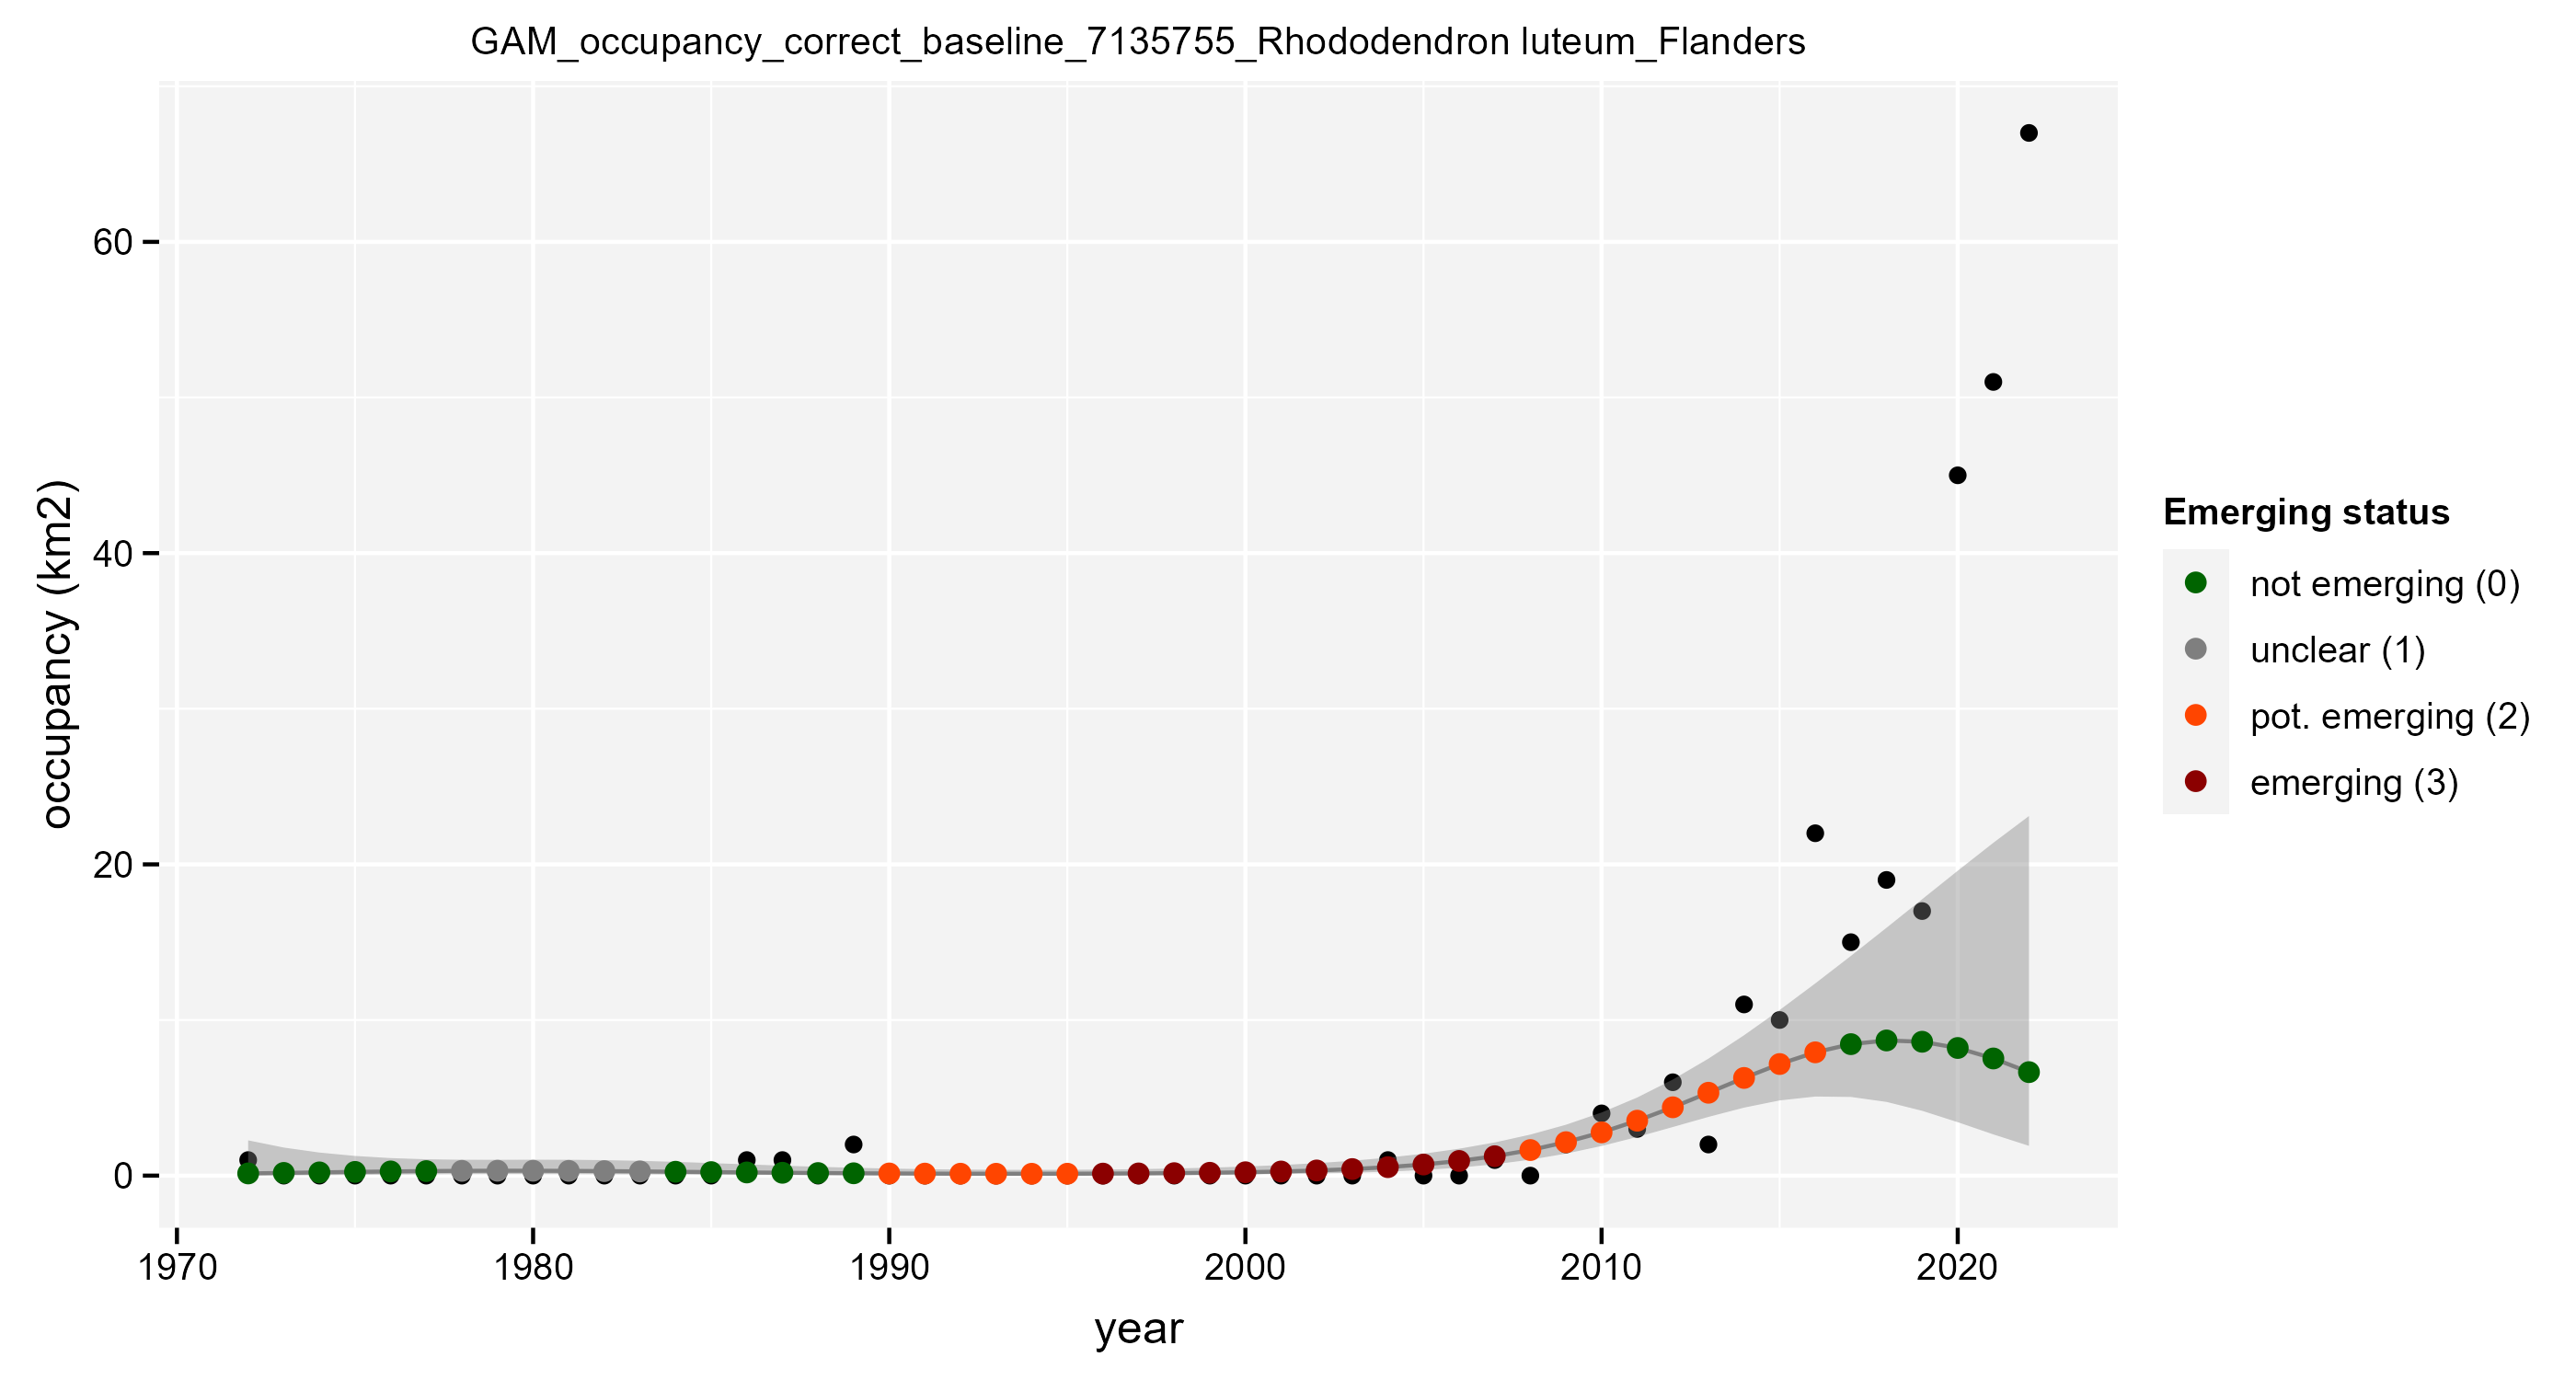 GAM_occupancy_correct_baseline_7135755_Rhododendron luteum_Flanders
occupancy (km2)
60
40
20
0
1970
1980
1990
2000
2010
2020
year
Emerging status
not emerging (0)
unclear (1)
pot. emerging (2)
emerging (3)